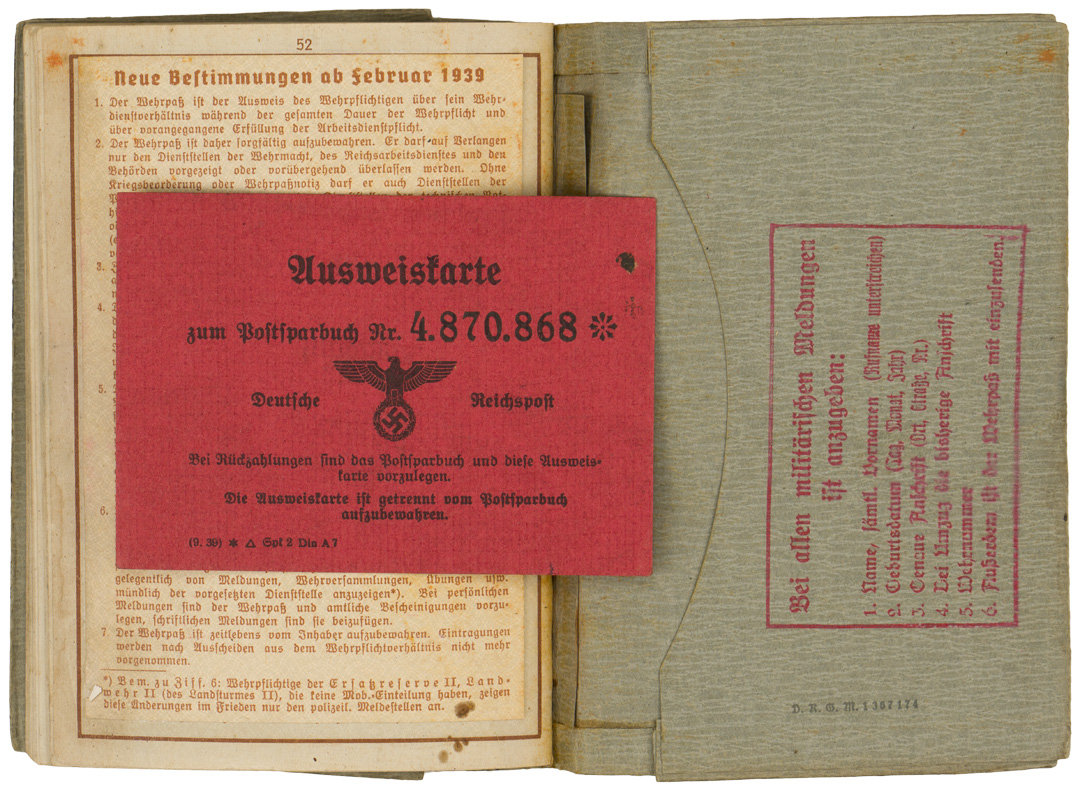 52
Neue Bestimmungen ab Februar 1939
1. Der Wehrpaß ist der Ausweis des Wehrpflichtigen über sein Wehr-
dienstverhältnis während der gesamten Dauer der Wehrpflicht und
über vorangegangene Erfüllung der Arbeitsdienstpflicht.
2. Der Wehrpaß ist daher sorgfältig aufzubewahren. Er darf auf Verlangen
nur den Dienststellen der Wehrmacht, des Reichsarbeitsdienstes und den
Behörden vorgezeigt oder vorübergehend überlassen werden. Ohne
Kriegsbeorderung oder Wehrpaßnotiz darf er auch Dienststellen der
3.
4.
5.
6.
Ausweiskarte
zum Postsparbuch Nr. 4.870.868
Deutsche Reichspost
Bei Rückzahlungen sind das Postsparbuch und diese Ausweis-
karte vorzulegen.
Die Ausweiskarte ist getrennt vom Postsparbuch
aufzubewahren.
(9. 39) ✱ △ Spk 2 Din A 7
gelegentlich von Meldungen, Wehrversammlungen, Übungen usw.
mündlich der vorgesetzten Dienststelle anzuzeigen*). Bei persönlichen
Meldungen sind der Wehrpaß und amtliche Bescheinigungen vorzu-
legen, schriftlichen Meldungen sind sie beizufügen.
7. Der Wehrpaß ist zeitlebens vom Inhaber aufzubewahren. Eintragungen
werden nach Ausscheiden aus dem Wehrpflichtverhältnis nicht mehr
vorgenommen.
*) Bem. zu Ziff. 6: Wehrpflichtige der Ersatzreserve II, Land-
wehr II (des Landsturmes II), die keine Mob.-Einteilung haben, zeigen
diese Änderungen im Frieden nur den polizeil. Meldestellen an.
Bei allen militärischen Meldungen
ist anzugeben:
1. Name, sämtl. Vornamen (Rufname unterstreichen)
2. Geburtsdatum (Tag, Monat, Jahr)
3. Genaue Anschrift (Ort, Straße, Nr.)
4. Bei Umzug die bisherige Anschrift
5. Wehrnummer
6. Außerdem ist der Wehrpaß mit einzusenden.
D. R. G. M. 1367174